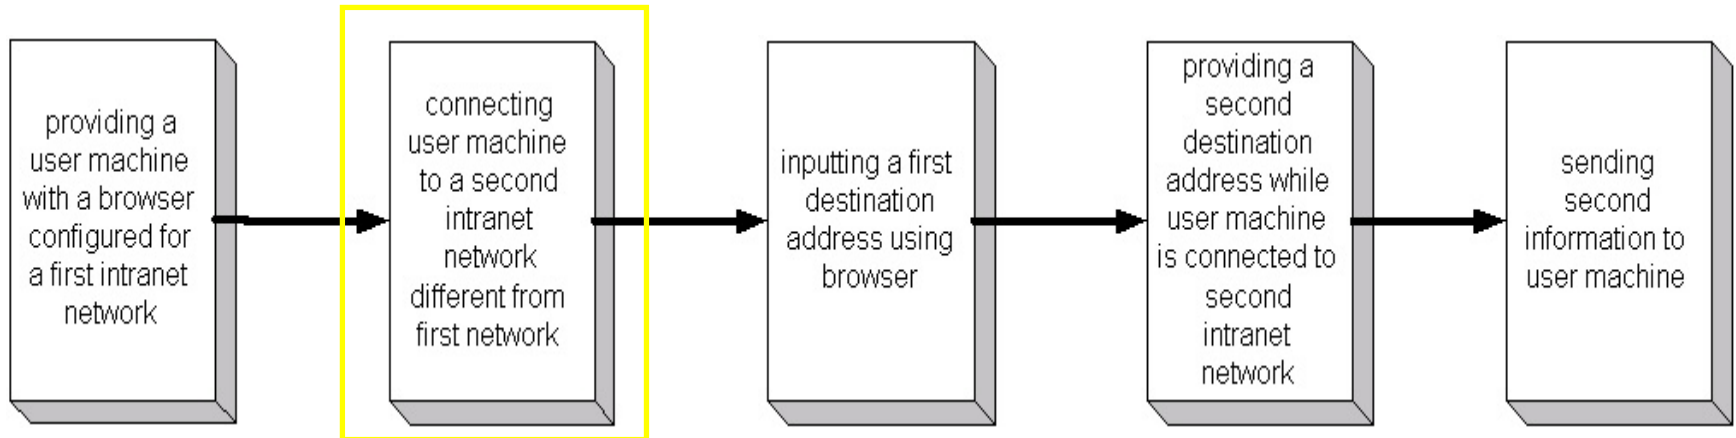 providing a
user machine
with a browser
configured for
a first intranet
network
connecting
user machine
to a second
intranet
network
different from
first network
inputting a first
destination
address using
browser
providing a
second
destination
address while
user machine
is connected to
second
intranet
network
sending
second
information to
user machine